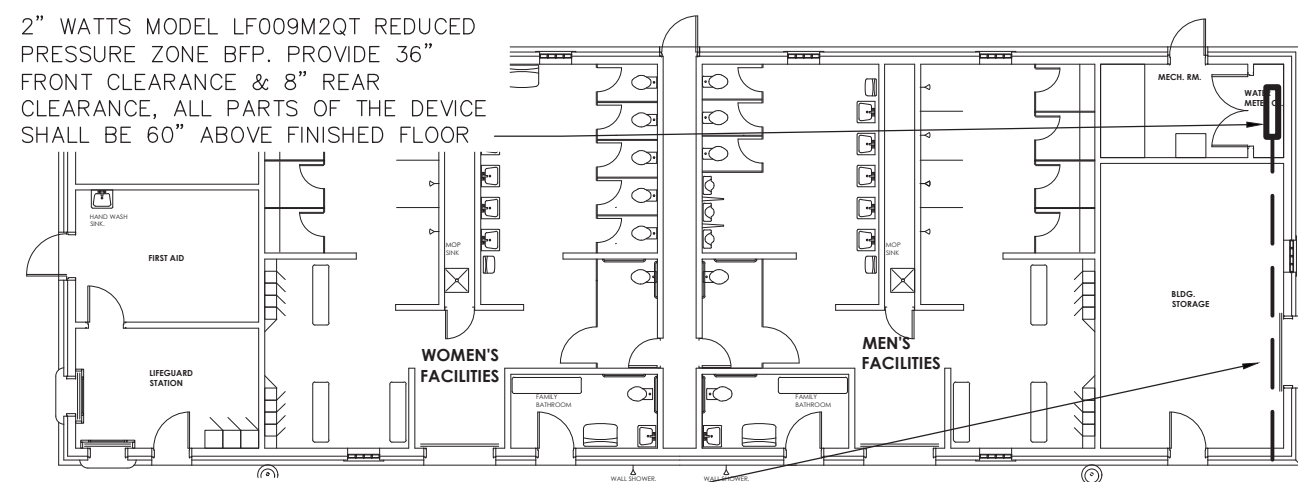 2” WATTS MODEL LF009M2QT REDUCED
PRESSURE ZONE BFP. PROVIDE 36”
FRONT CLEARANCE & 8” REAR
CLEARANCE, ALL PARTS OF THE DEVICE
SHALL BE 60” ABOVE FINISHED FLOOR
MECH. RM.
HAND WASH
SINK.
FIRST AID
MOP
SINK
MOP
SINK
BLDG.
STORAGE
WOMEN'S
FACILITIES
MEN'S
FACILITIES
LIFEGUARD
STATION
FAMILY
BATHROOM
FAMILY
BATHROOM
WALL SHOWER.
WALL SHOWER.